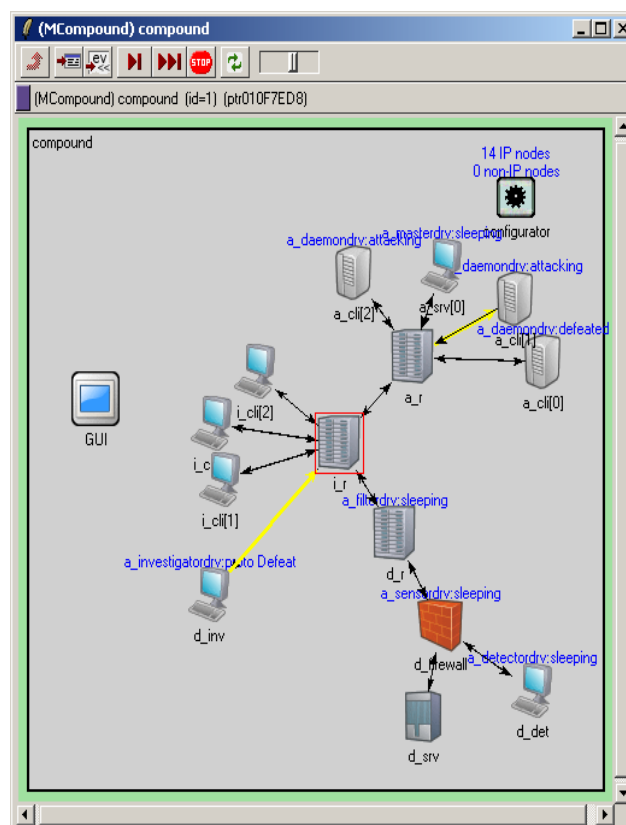 (MCompound) compound
STOP
(MCompound) compound (id=1) (ptr010F7ED8)
compound
14 IP nodes
0 non-IP nodes
configurator
a_masterdrv:sleeping
a_srv[0]
a_daemondrv:attacking
a_cli[2]
_daemondrv:attacking
a_cli[1]
a_daemondrv:defeated
a_cli[0]
a_r
GUI
i_cli[2]
i_c
i_cli[1]
i_r
a_filterdrv:sleeping
d_r
a_investigatordrv:proto Defeat
d_inv
a_sensordrv:sleeping
d_firewall
a_detectordrv:sleeping
d_det
d_srv